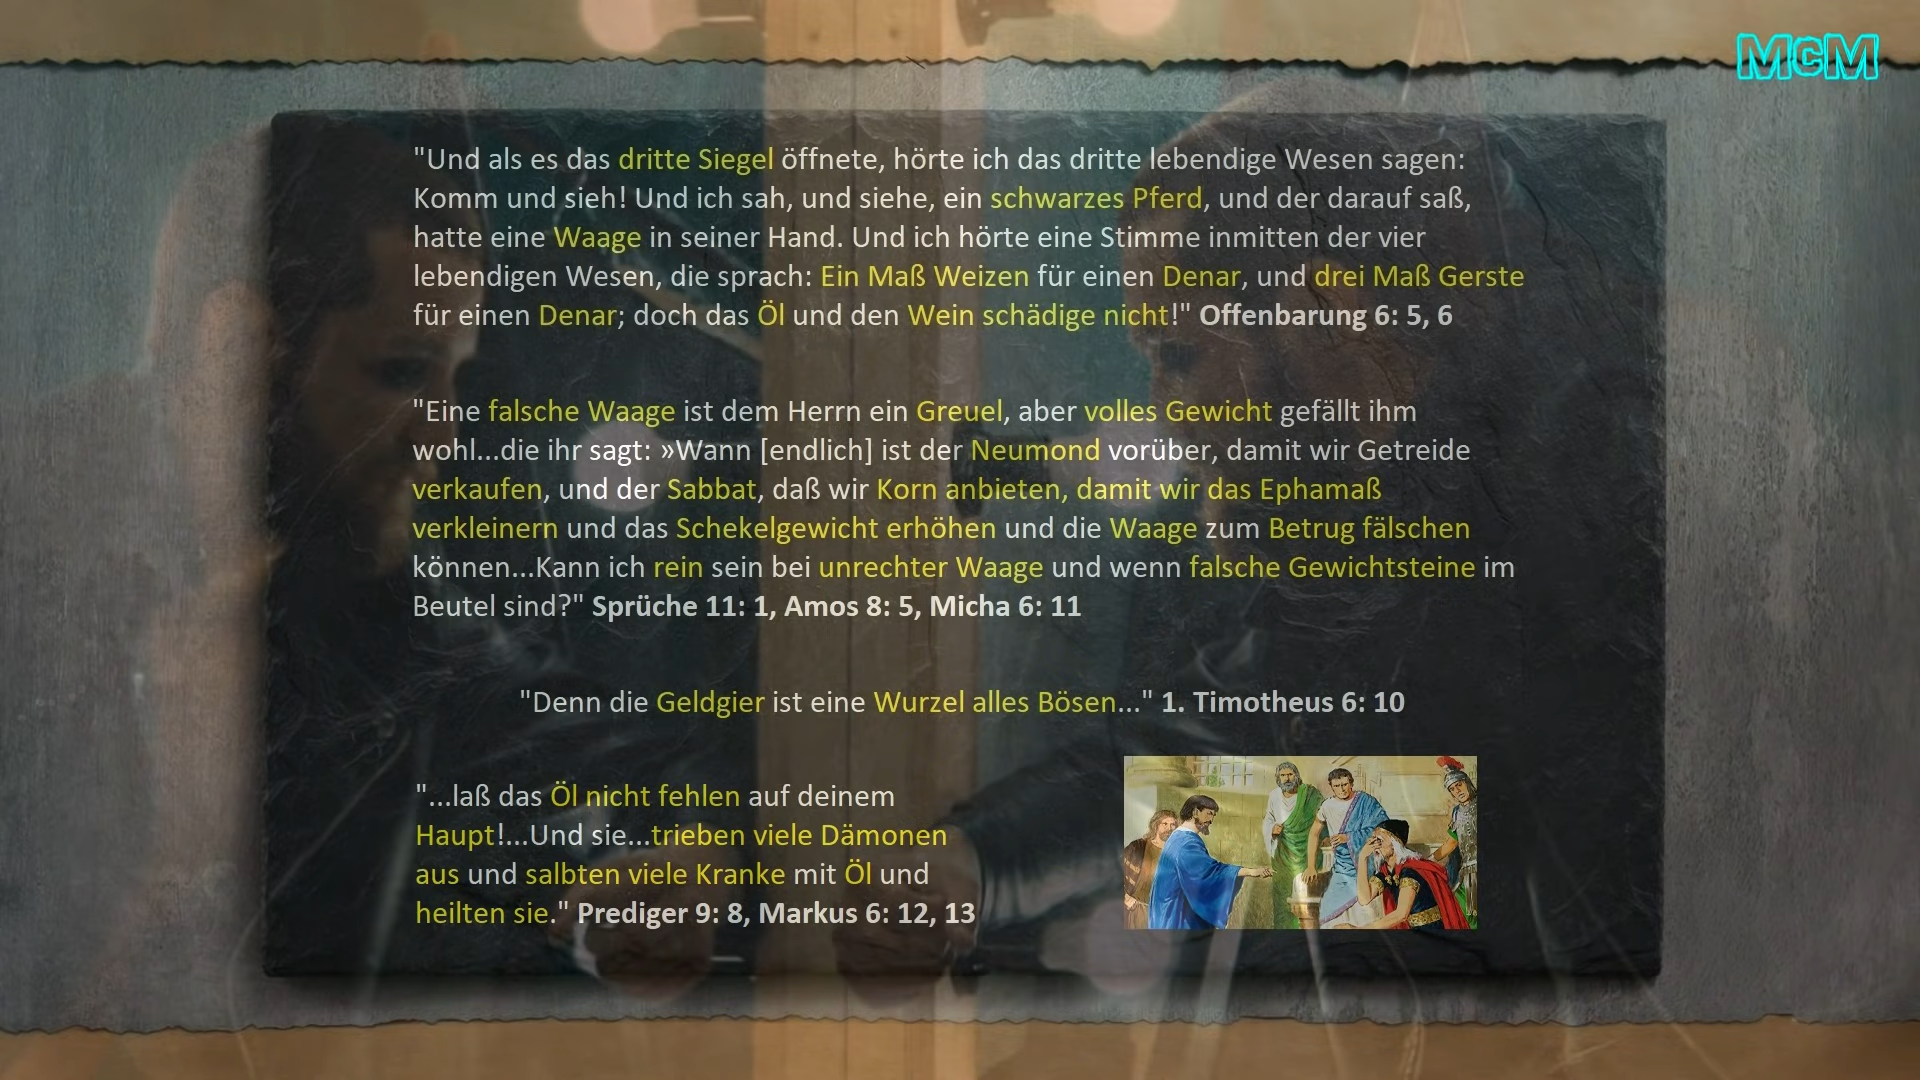 McM
"Und als es das dritte Siegel öffnete, hörte ich das dritte lebendige Wesen sagen:
Komm und sieh! Und ich sah, und siehe, ein schwarzes Pferd, und der darauf saß,
hatte eine Waage in seiner Hand. Und ich hörte eine Stimme inmitten der vier
lebendigen Wesen, die sprach: Ein Maß Weizen für einen Denar, und drei Maß Gerste
für einen Denar; doch das Öl und den Wein schädige nicht!" Offenbarung 6: 5, 6
"Eine falsche Waage ist dem Herrn ein Greuel, aber volles Gewicht gefällt ihm
wohl...die ihr sagt: »Wann [endlich] ist der Neumond vorüber, damit wir Getreide
verkaufen, und der Sabbat, daß wir Korn anbieten, damit wir das Ephamaß
verkleinern und das Schekelgewicht erhöhen und die Waage zum Betrug fälschen
können...Kann ich rein sein bei unrechter Waage und wenn falsche Gewichtsteine im
Beutel sind?" Sprüche 11: 1, Amos 8: 5, Micha 6: 11
"Denn die Geldgier ist eine Wurzel alles Bösen..." 1. Timotheus 6: 10
"...laß das Öl nicht fehlen auf deinem
Haupt!...Und sie...trieben viele Dämonen
aus und salbten viele Kranke mit Öl und
heilten sie." Prediger 9: 8, Markus 6: 12, 13